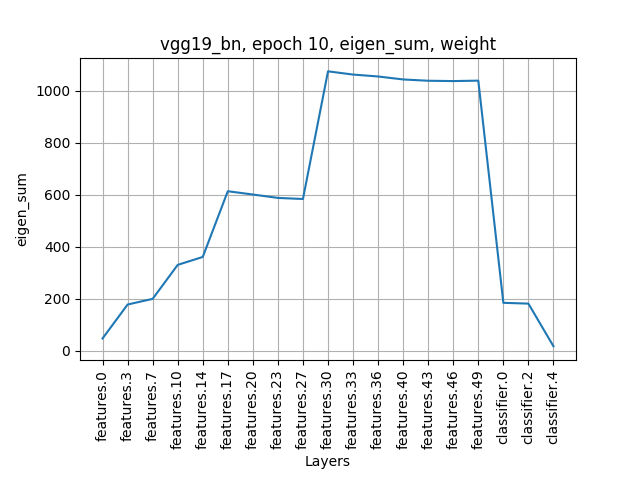 vgg19_bn, epoch 10, eigen_sum, weight
eigen_sum
1000
800
600
400
200
0
features.0
features.3
features.7
features.10
features.14
features.17
features.20
features.23
features.27
features.30
features.33
features.36
features.40
features.43
features.46
features.49
classifier.0
classifier.2
classifier.4
Layers